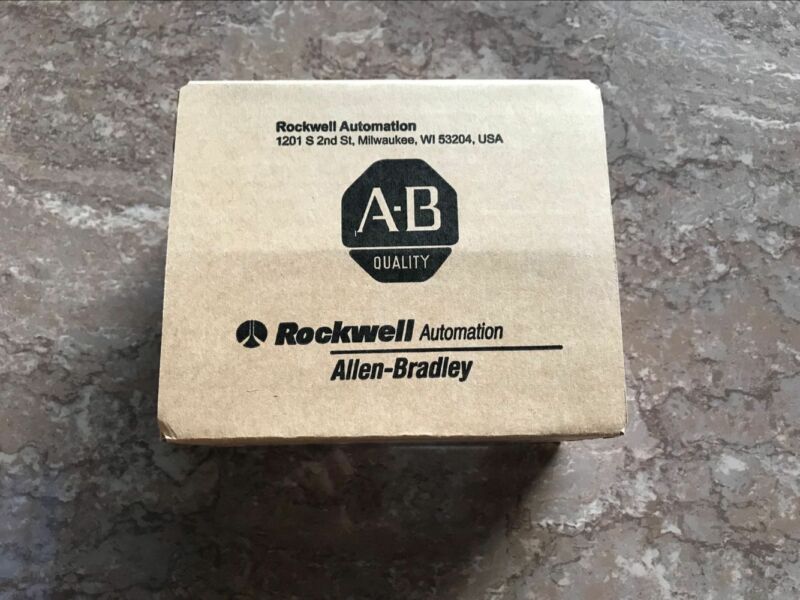 Rockwell Automation
1201 S 2nd St, Milwaukee, WI 53204, USA
A-B
QUALITY
Rockwell Automation
Allen-Bradley